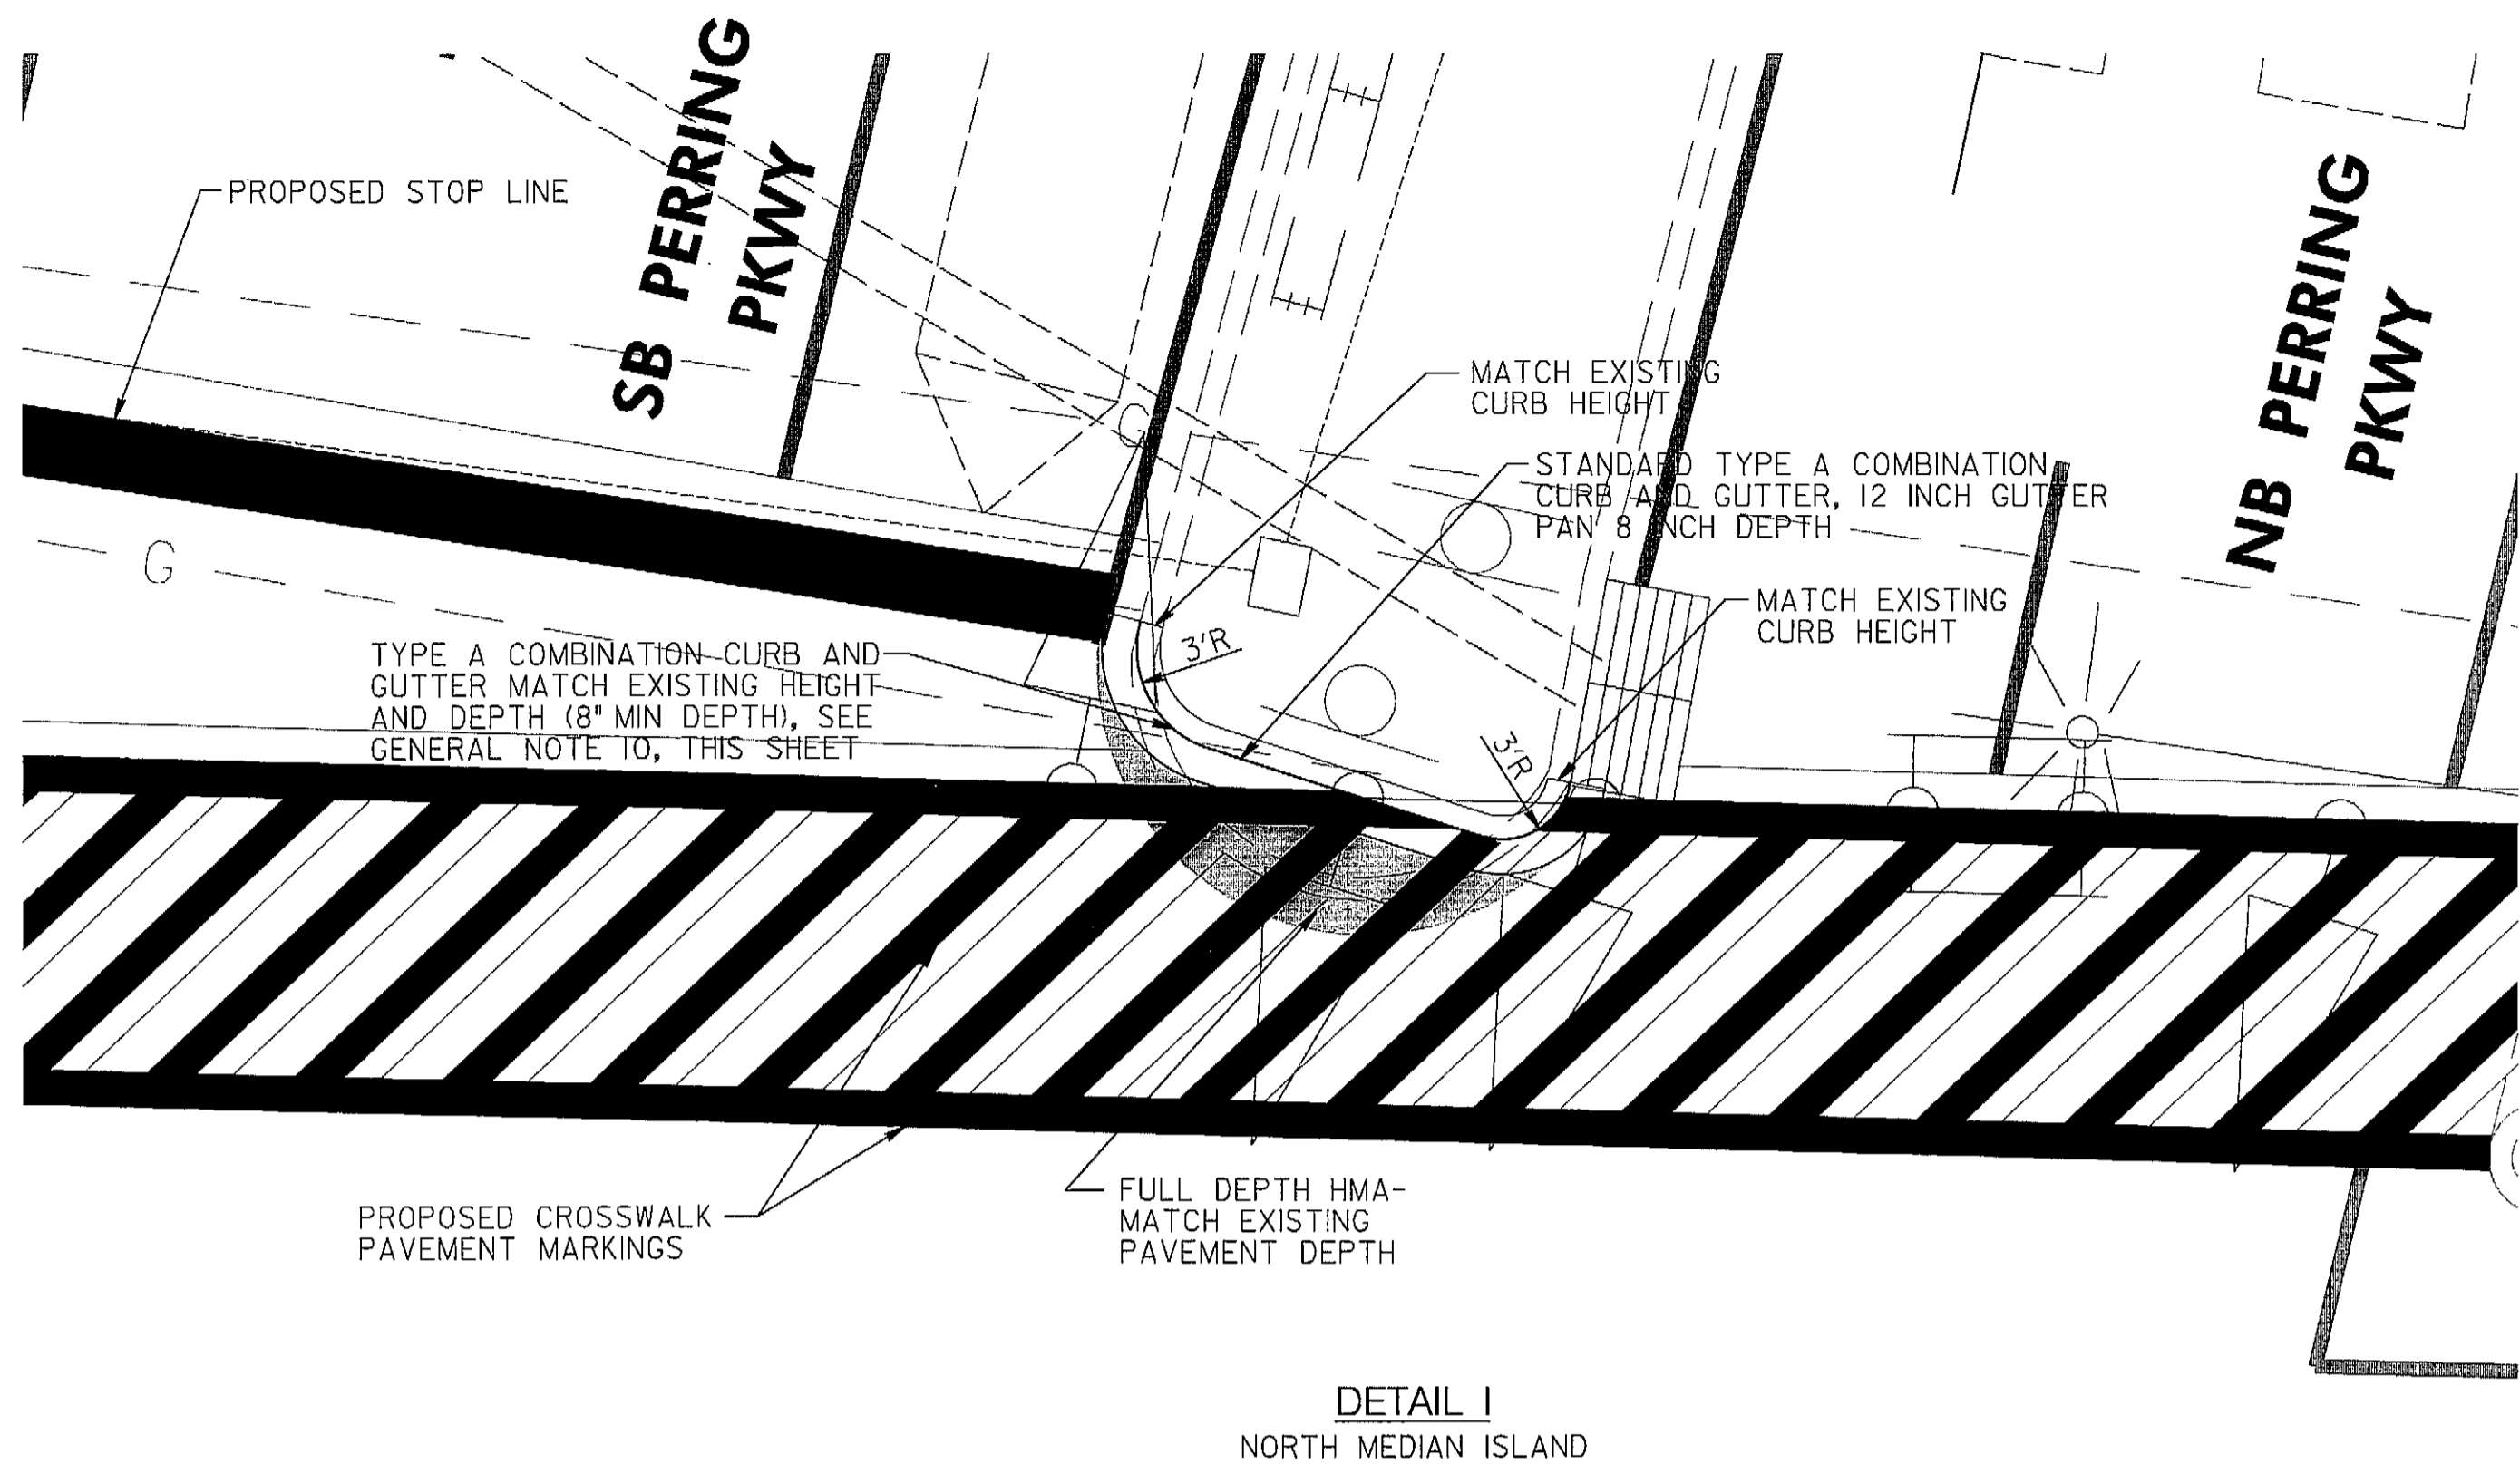 SB PERRING
PKWY
NB PERRING
PKWY
PROPOSED STOP LINE
MATCH EXISTING
CURB HEIGHT
STANDARD TYPE A COMBINATION
CURB AND GUTTER, 12 INCH GUTTER
PAN 8 INCH DEPTH
MATCH EXISTING
CURB HEIGHT
G
G
3'R
3'R
TYPE A COMBINATION CURB AND
GUTTER MATCH EXISTING HEIGHT
AND DEPTH (8" MIN DEPTH), SEE
GENERAL NOTE 10, THIS SHEET
PROPOSED CROSSWALK
PAVEMENT MARKINGS
FULL DEPTH HMA-
MATCH EXISTING
PAVEMENT DEPTH
DETAIL 1
NORTH MEDIAN ISLAND